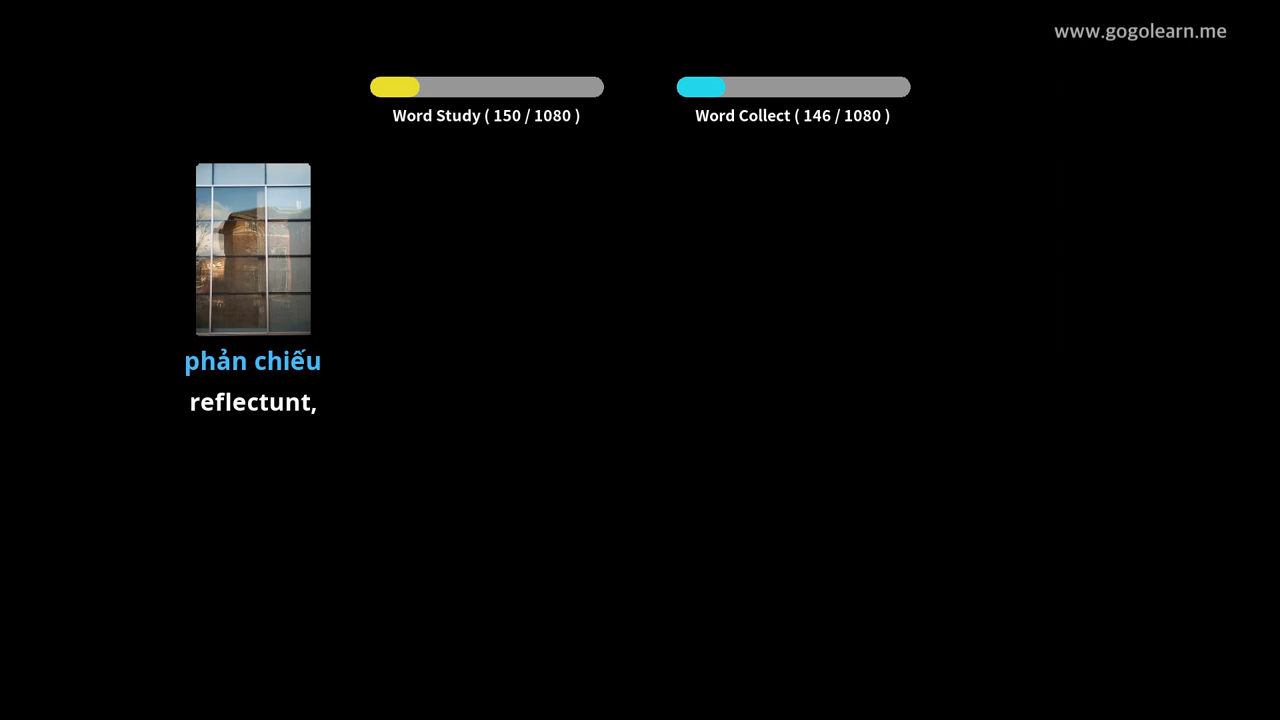 www.gogolearn.me
Word Study ( 150 / 1080 )
Word Collect ( 146 / 1080 )
phản chiếu
reflectunt,